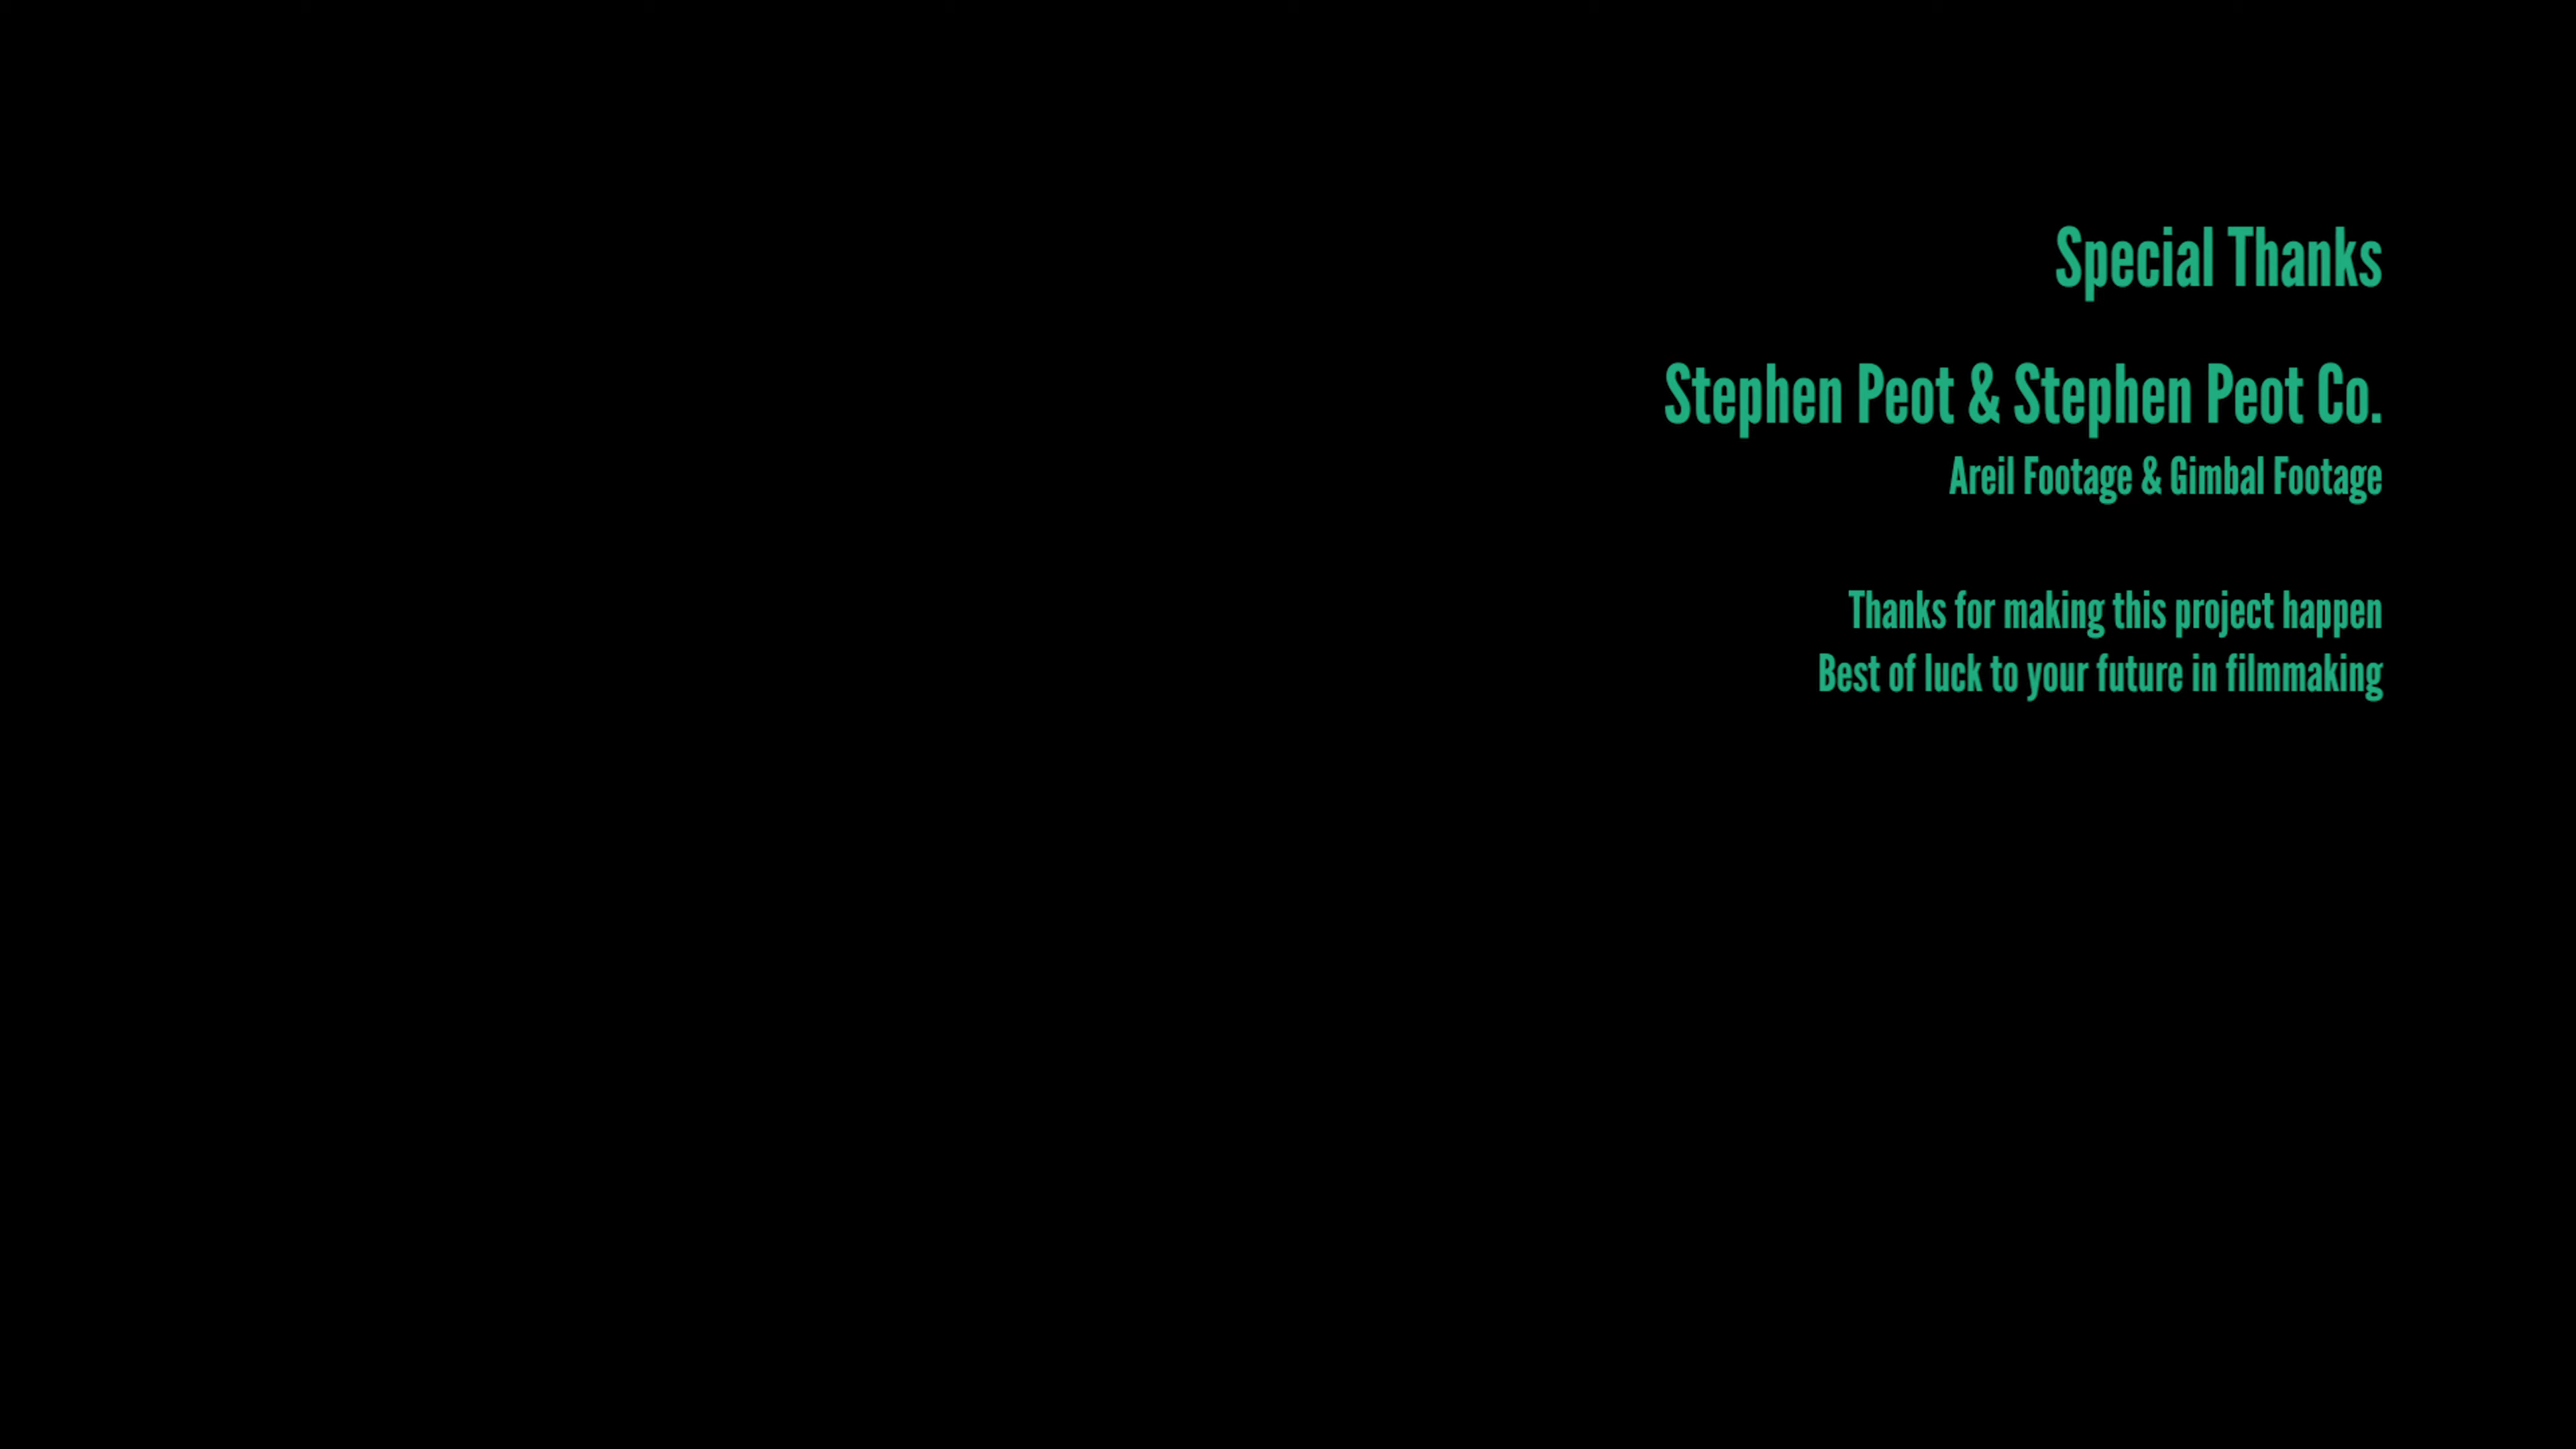 Special Thanks
Stephen Peot & Stephen Peot Co.
Areil Footage & Gimbal Footage
Thanks for making this project happen
Best of luck to your future in filmmaking